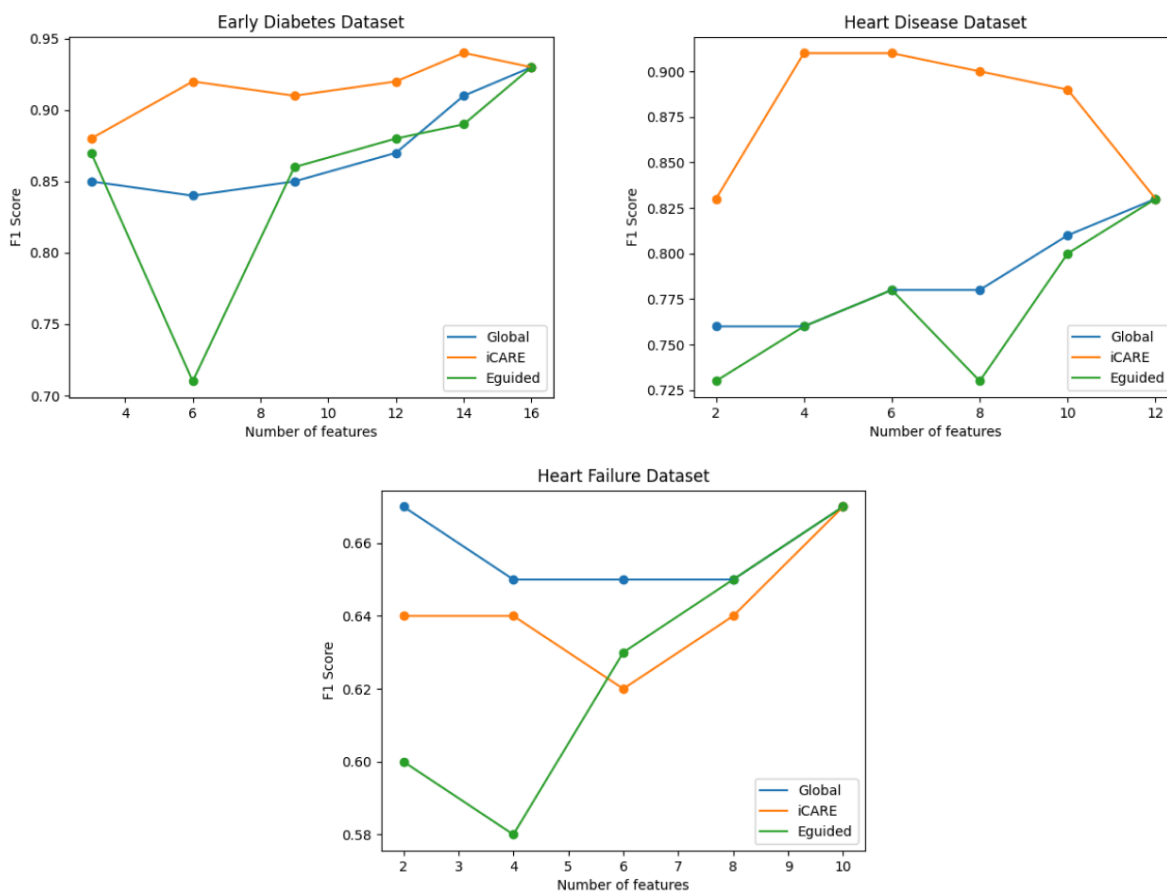 Early Diabetes Dataset
0.95
0.90
0.85
0.80
0.75
0.70
F1 Score
4 6 8 10 12 14 16
Number of features
Global
iCARE
Eguided
Heart Disease Dataset
0.900
0.875
0.850
0.825
0.800
0.775
0.750
0.725
F1 Score
2 4 6 8 10 12
Number of features
Global
iCARE
Eguided
Heart Failure Dataset
0.66
0.64
0.62
0.60
0.58
F1 Score
2 3 4 5 6 7 8 9 10
Number of features
Global
iCARE
Eguided